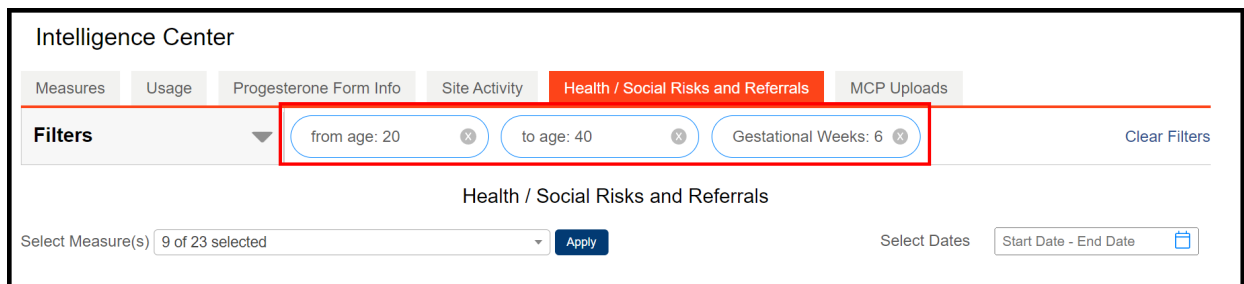 Intelligence Center
Measures Usage Progesterone Form Info Site Activity Health / Social Risks and Referrals MCP Uploads
Filters from age: 20 x to age: 40 x Gestational Weeks: 6 x Clear Filters
Health / Social Risks and Referrals
Select Measure(s) 9 of 23 selected Apply Select Dates Start Date - End Date